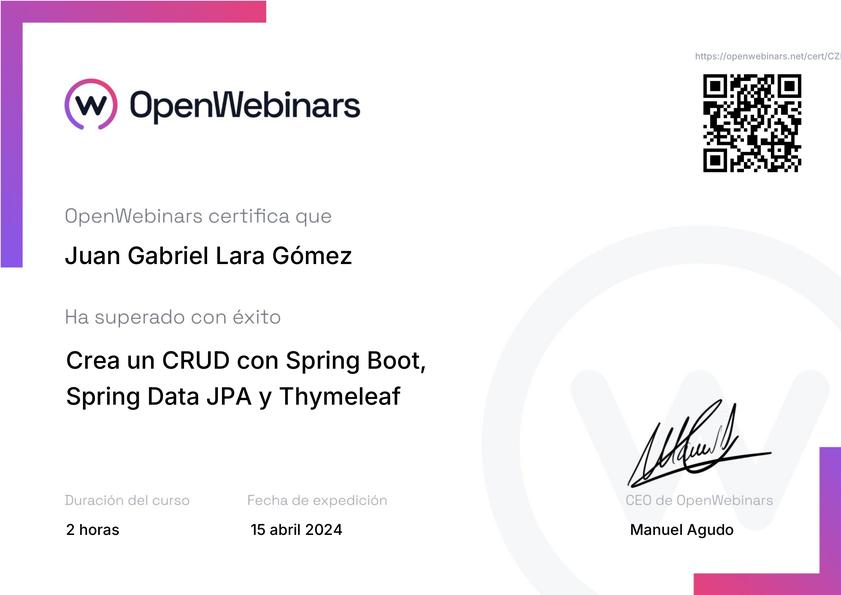 https://openwebinars.net/cert/CZ
OpenWebinars
OpenWebinars certifica que
Juan Gabriel Lara Gómez
Ha superado con éxito
Crea un CRUD con Spring Boot,
Spring Data JPA y Thymeleaf
Duración del curso
Fecha de expedición
CEO de OpenWebinars
2 horas
15 abril 2024
Manuel Agudo